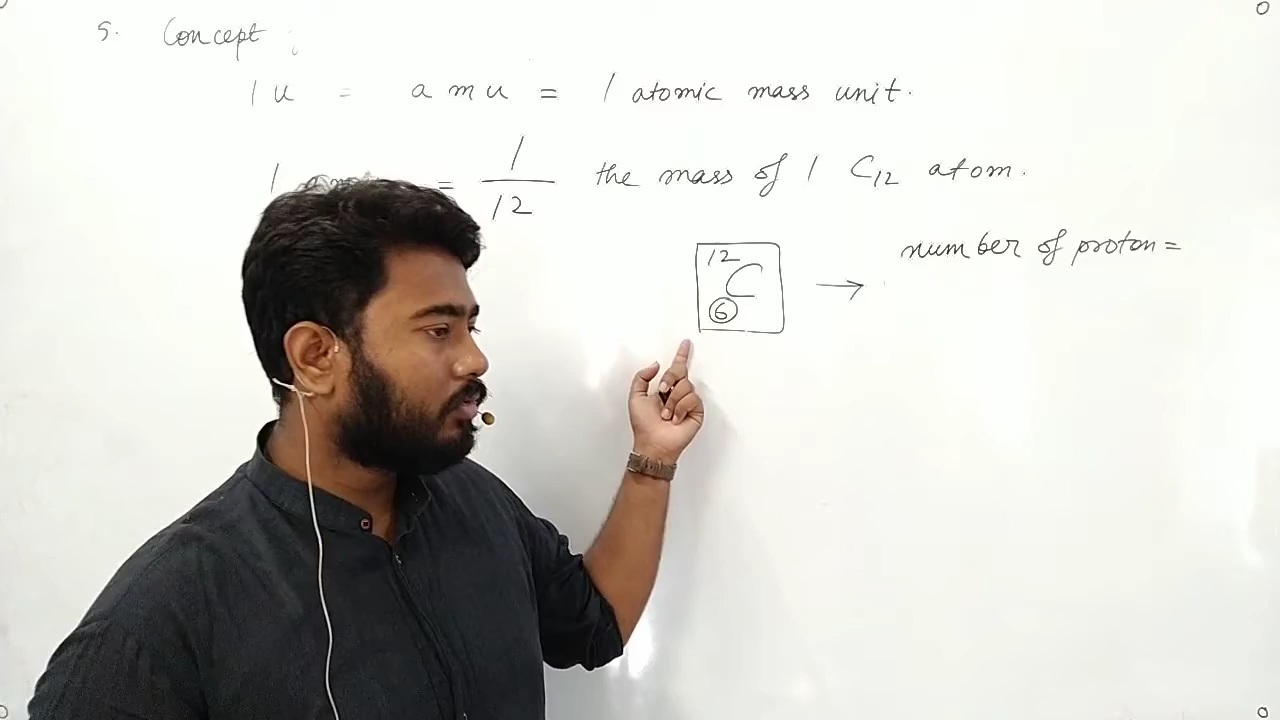 5. Concept :
1 u = a m u = 1 atomic mass unit.
1 = 1/12 the mass of 1 C12 atom.
12
C
6
→ number of proton =